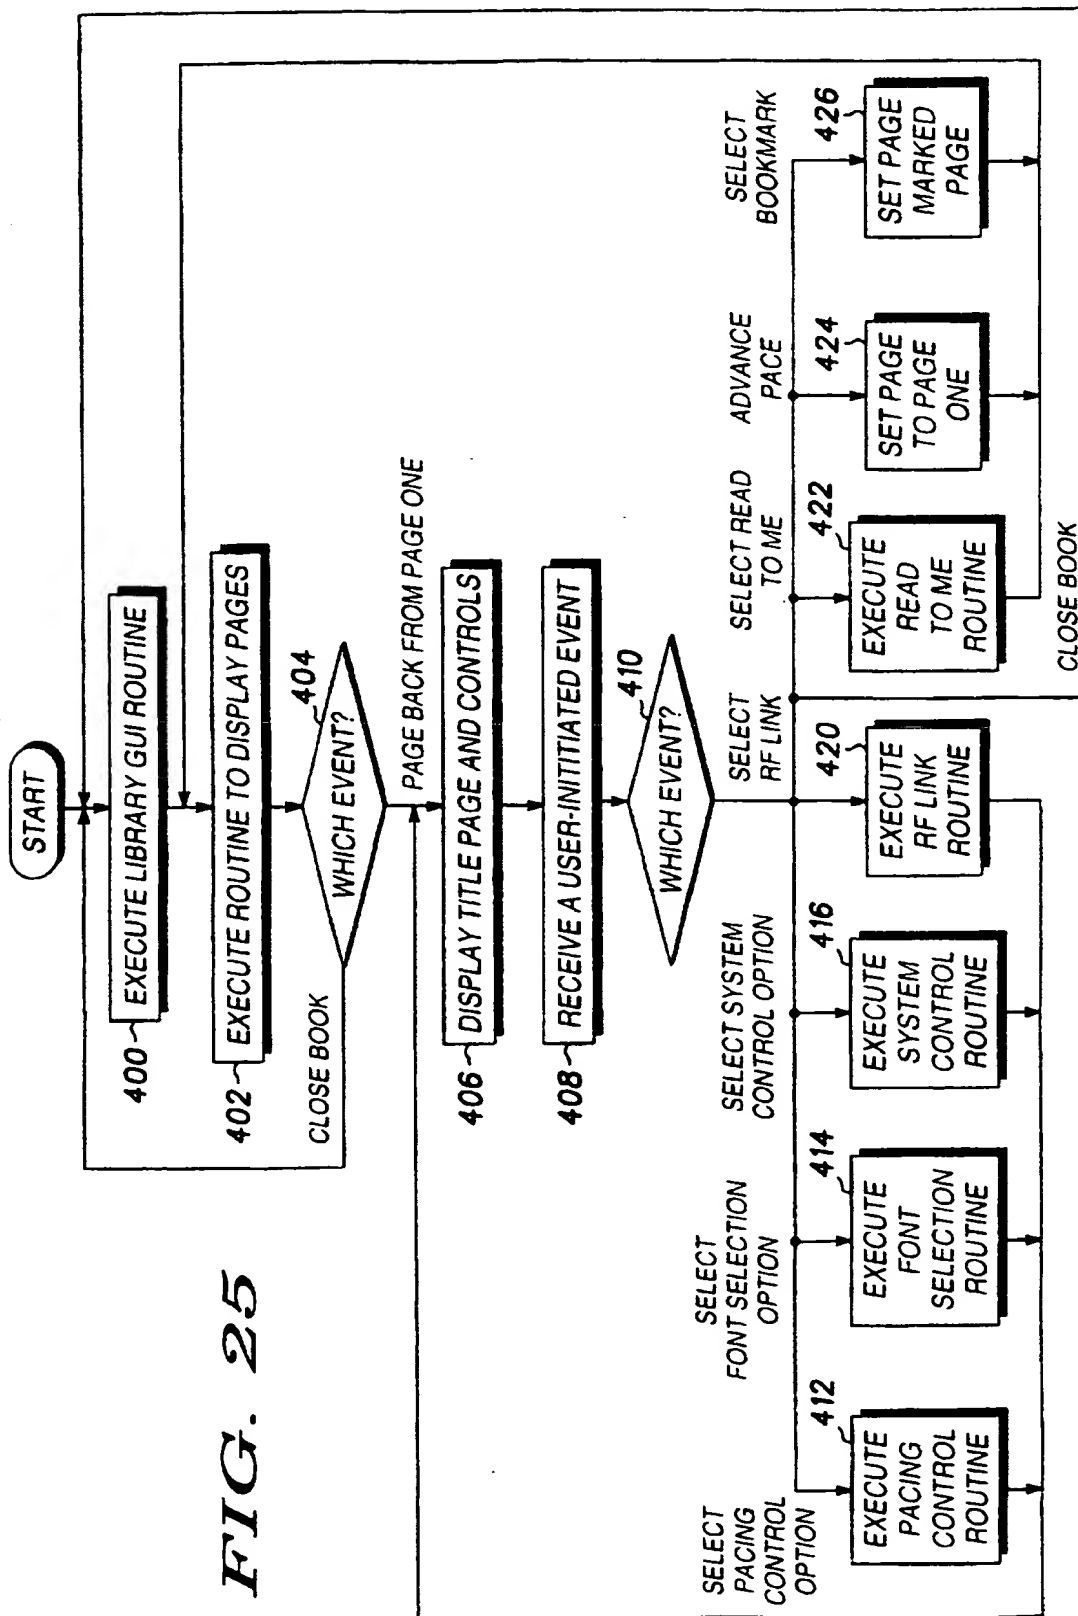 FIG. 25
START
400
EXECUTE LIBRARY GUI ROUTINE
402
EXECUTE ROUTINE TO DISPLAY PAGES
404
WHICH EVENT?
CLOSE BOOK
PAGE BACK FROM PAGE ONE
406
DISPLAY TITLE PAGE AND CONTROLS
408
RECEIVE A USER-INITIATED EVENT
410
WHICH EVENT?
SELECT
PACING
CONTROL
OPTION
412
EXECUTE
PACING
CONTROL
ROUTINE
SELECT
FONT SELECTION
OPTION
414
EXECUTE
FONT
SELECTION
ROUTINE
SELECT SYSTEM
CONTROL OPTION
416
EXECUTE
SYSTEM
CONTROL
ROUTINE
SELECT
RF LINK
420
EXECUTE
RF LINK
ROUTINE
SELECT READ
TO ME
422
EXECUTE
READ
TO ME
ROUTINE
ADVANCE
PACE
424
SET PAGE
TO PAGE
ONE
SELECT
BOOKMARK
426
SET PAGE
MARKED
PAGE
CLOSE BOOK